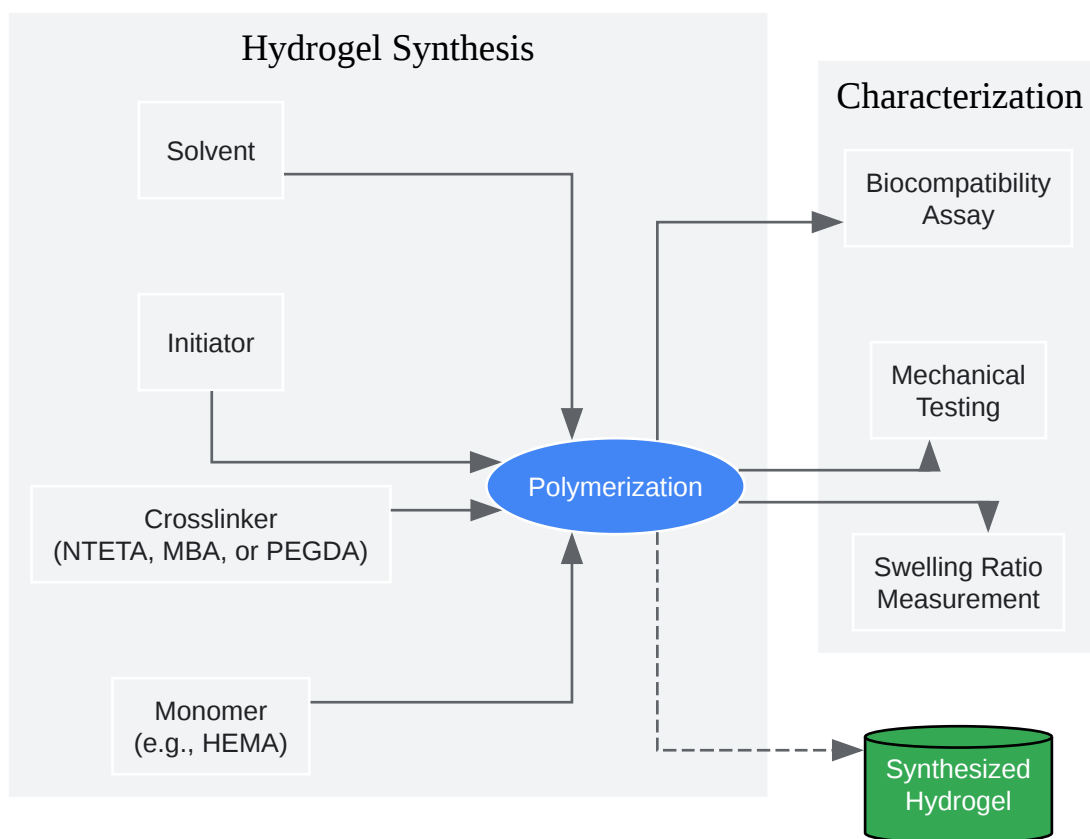 Hydrogel Synthesis
Solvent
Initiator
Crosslinker
(NTETA, MBA, or PEGDA)
Monomer
(e.g., HEMA)
Polymerization
Characterization
Biocompatibility
Assay
Mechanical
Testing
Swelling Ratio
Measurement
Synthesized
Hydrogel